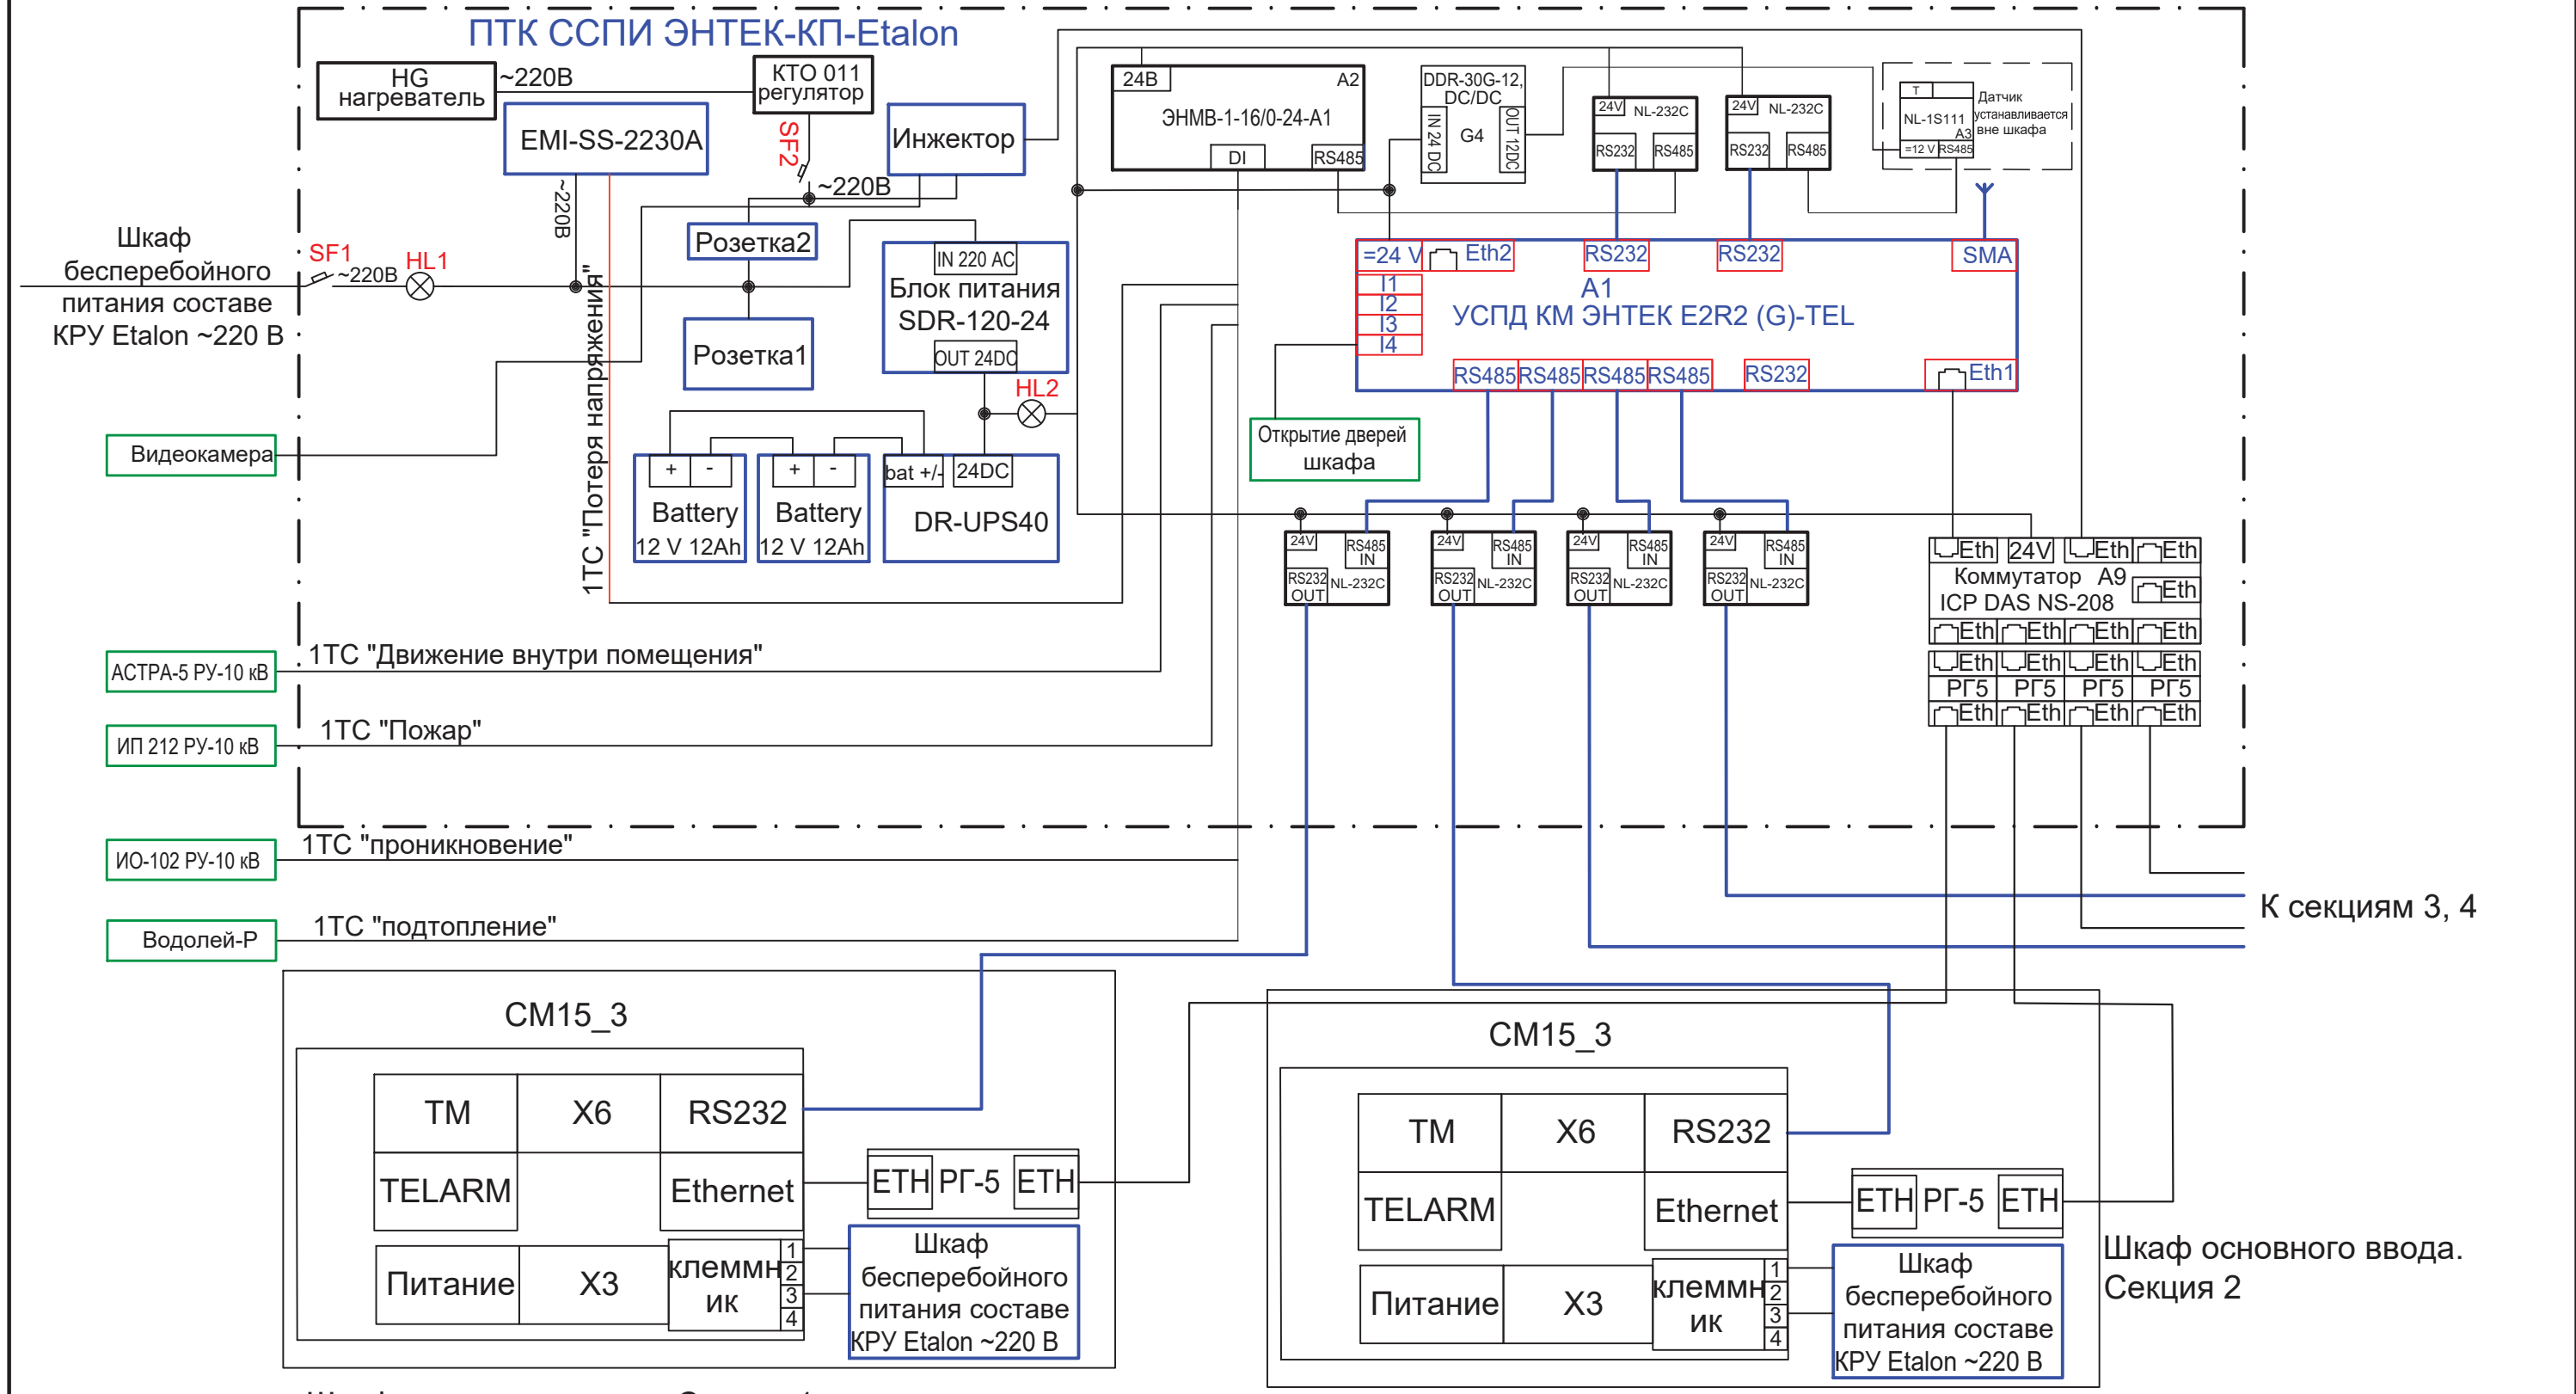 ПТК ССПИ ЭНТЕК-КП-Etalon
HG
нагреватель
~220В
КТО 011
регулятор
SF2
EMI-SS-2230A
~220В
Инжектор
~220В
Розетка2
Розетка1
Шкаф
бесперебойного
питания составе
КРУ Etalon ~220 В
SF1
~220В
HL1
IN 220 AC
Блок питания
SDR-120-24
OUT 24DC
HL2
1ТС "Потеря напряжения"
+ -
Battery
12 V 12Ah
+ -
Battery
12 V 12Ah
bat +/-
24DC
DR-UPS40
24В
A2
ЭНМВ-1-16/0-24-А1
DI
RS485
DDR-30G-12,
DC/DC
IN 24 DC
G4
OUT 12DC
24V
NL-232C
RS232
RS485
24V
NL-232C
RS232
RS485
T
NL-1S111
A3
=12 V
RS485
Датчик
устанавливается
вне шкафа
=24 V
Eth2
RS232
RS232
SMA
I1
I2
I3
I4
A1
УСПД КМ ЭНТЕК E2R2 (G)-TEL
RS485
RS485
RS485
RS485
RS232
Eth1
Открытие дверей
шкафа
24V
RS485
IN
RS232
OUT
NL-232C
24V
RS485
IN
RS232
OUT
NL-232C
24V
RS485
IN
RS232
OUT
NL-232C
24V
RS485
IN
RS232
OUT
NL-232C
Eth 24V Eth Eth
Коммутатор A9
ICP DAS NS-208
Eth
Eth Eth Eth Eth
Eth Eth Eth Eth
РГ5 РГ5 РГ5 РГ5
Eth Eth Eth Eth
Видеокамера
АСТРА-5 РУ-10 кВ
1ТС "Движение внутри помещения"
ИП 212 РУ-10 кВ
1ТС "Пожар"
ИО-102 РУ-10 кВ
1ТС "проникновение"
Водолей-Р
1ТС "подтопление"
К секциям 3, 4
СМ15_3
ТМ
X6
RS232
TELARM
Ethernet
ETH РГ-5 ETH
Питание
X3
клеммн
ик
1
2
3
4
Шкаф
бесперебойного
питания составе
КРУ Etalon ~220 В
СМ15_3
ТМ
X6
RS232
TELARM
Ethernet
ETH РГ-5 ETH
Питание
X3
клеммн
ик
1
2
3
4
Шкаф
бесперебойного
питания составе
КРУ Etalon ~220 В
Шкаф основного ввода.
Секция 2